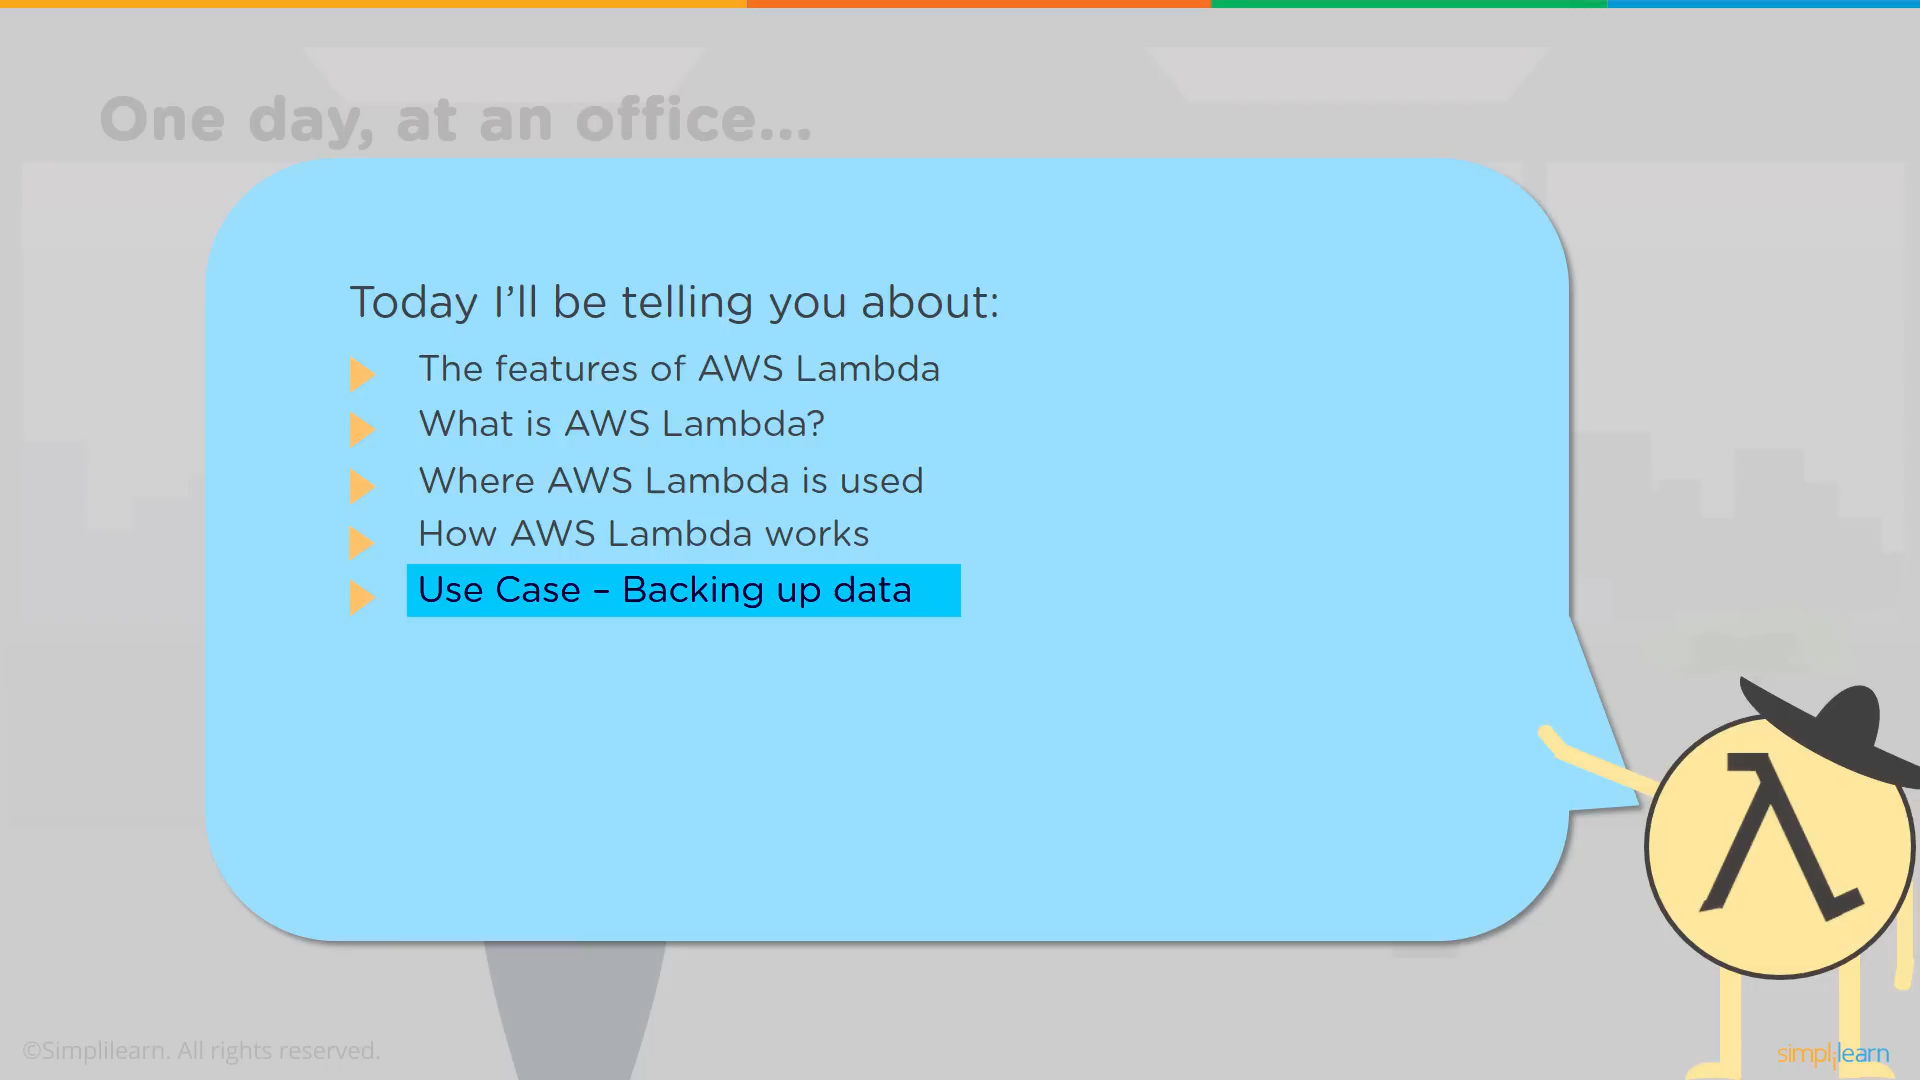 One day, at an office...
Today I’ll be telling you about:
The features of AWS Lambda
What is AWS Lambda?
Where AWS Lambda is used
How AWS Lambda works
Use Case – Backing up data
λ
©Simplilearn. All rights reserved.
simplilearn